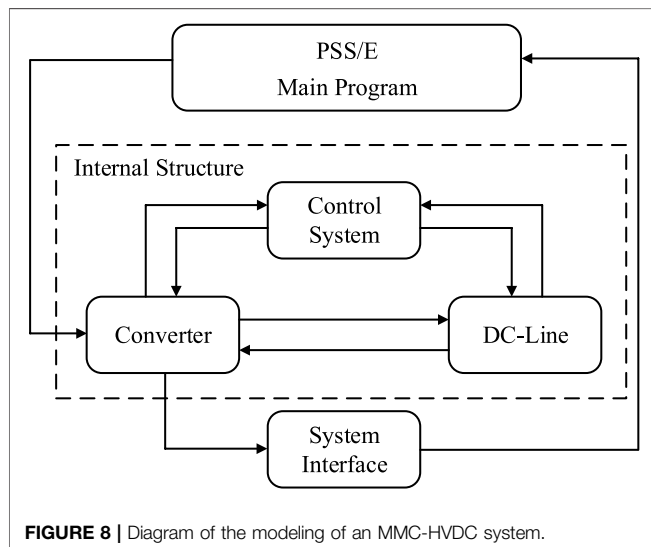 PSS/E
Main Program
Internal Structure
Control
System
Converter
DC-Line
System
Interface
FIGURE 8 | Diagram of the modeling of an MMC-HVDC system.